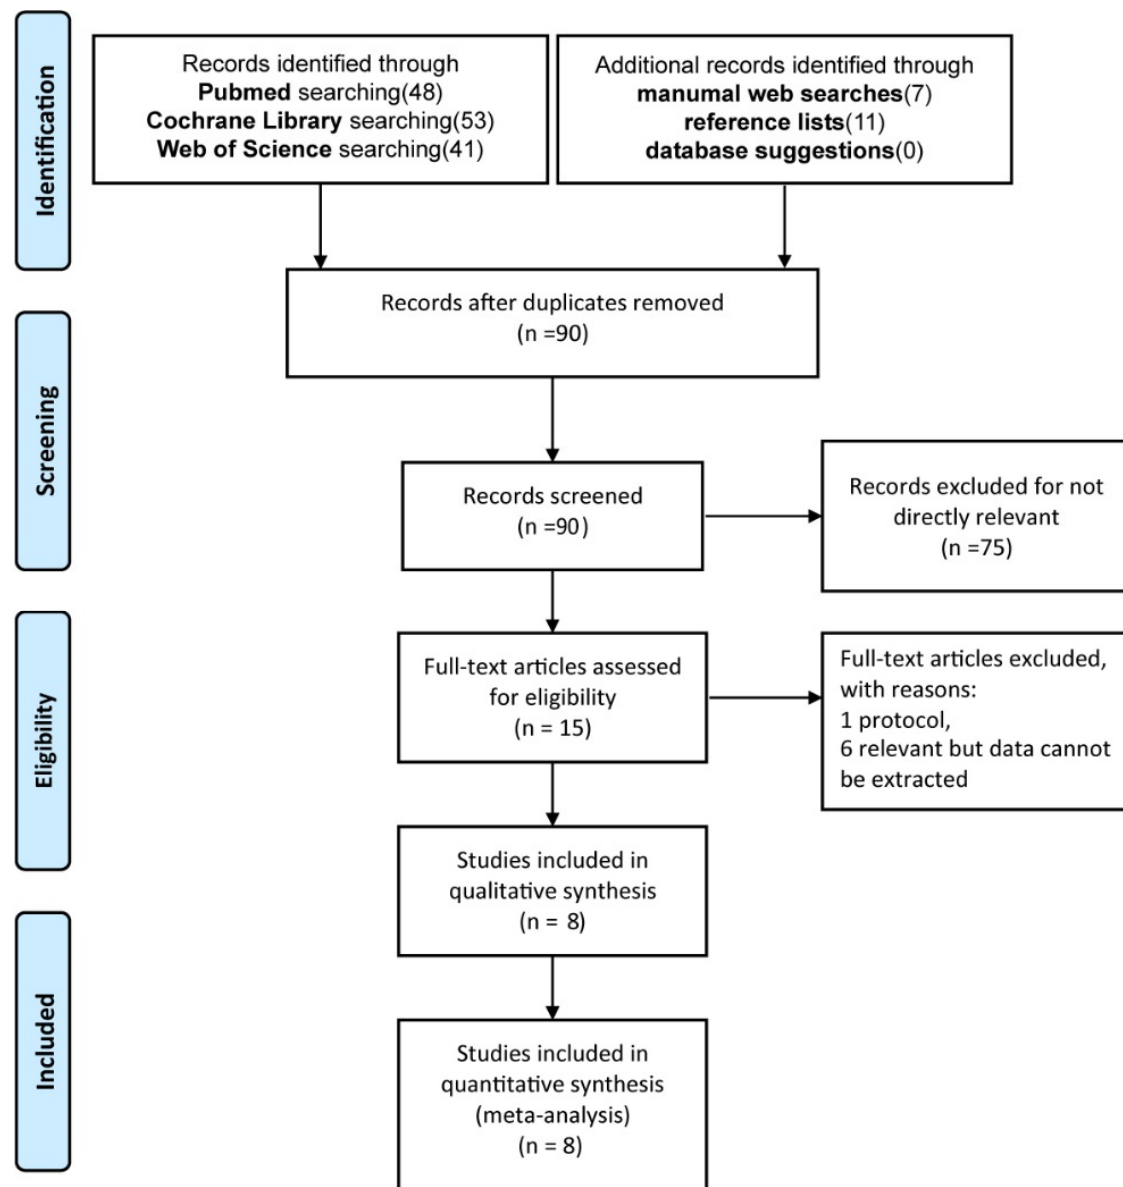 Identification
Records identified through
Pubmed searching(48)
Cochrane Library searching(53)
Web of Science searching(41)
Additional records identified through
manumal web searches(7)
reference lists(11)
database suggestions(0)
Records after duplicates removed
(n =90)
Screening
Records screened
(n =90)
Records excluded for not
directly relevant
(n =75)
Eligibility
Full-text articles assessed
for eligibility
(n = 15)
Full-text articles excluded,
with reasons:
1 protocol,
6 relevant but data cannot
be extracted
Studies included in
qualitative synthesis
(n = 8)
Included
Studies included in
quantitative synthesis
(meta-analysis)
(n = 8)